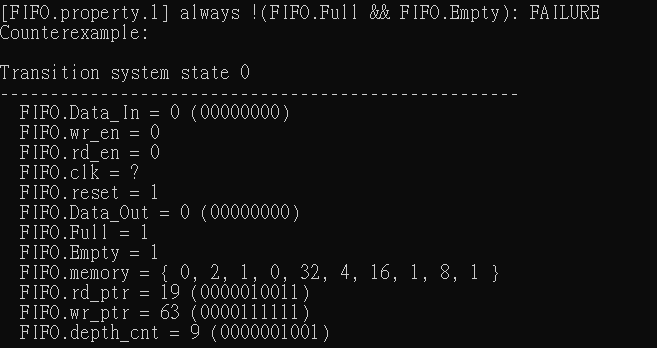 [FIFO.property.1] always !(FIFO.Full && FIFO.Empty): FAILURE
Counterexample:
Transition system state 0
----------------------------------------------------
FIFO.Data_In = 0 (00000000)
FIFO.wr_en = 0
FIFO.rd_en = 0
FIFO.clk = ?
FIFO.reset = 1
FIFO.Data_Out = 0 (00000000)
FIFO.Full = 1
FIFO.Empty = 1
FIFO.memory = { 0, 2, 1, 0, 32, 4, 16, 1, 8, 1 }
FIFO.rd_ptr = 19 (0000010011)
FIFO.wr_ptr = 63 (0000111111)
FIFO.depth_cnt = 9 (0000001001)